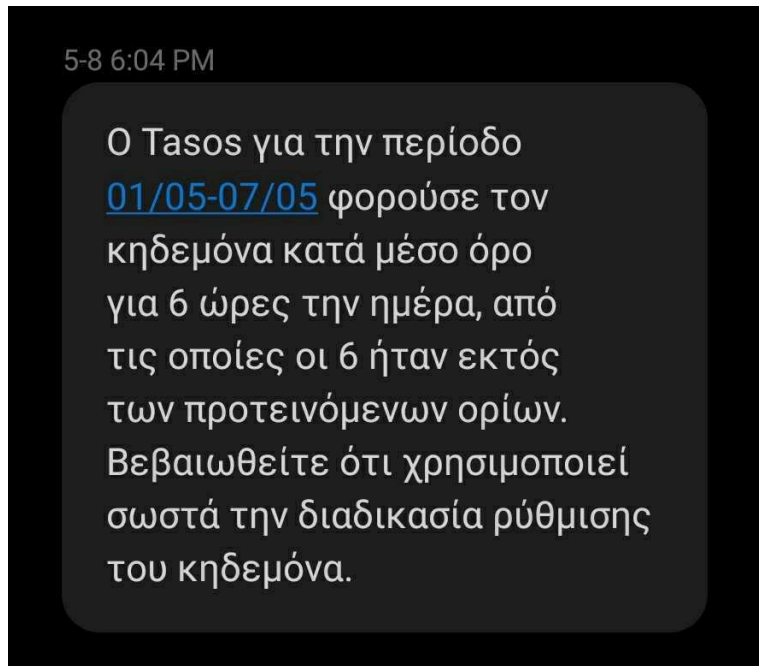 5-8 6:04 PM
Ο Tasos για την περίοδο
01/05-07/05 φορούσε τον
κηδεμόνα κατά μέσο όρο
για 6 ώρες την ημέρα, από
τις οποίες οι 6 ήταν εκτός
των προτεινόμενων ορίων.
Βεβαιωθείτε ότι χρησιμοποιεί
σωστά την διαδικασία ρύθμισης
του κηδεμόνα.